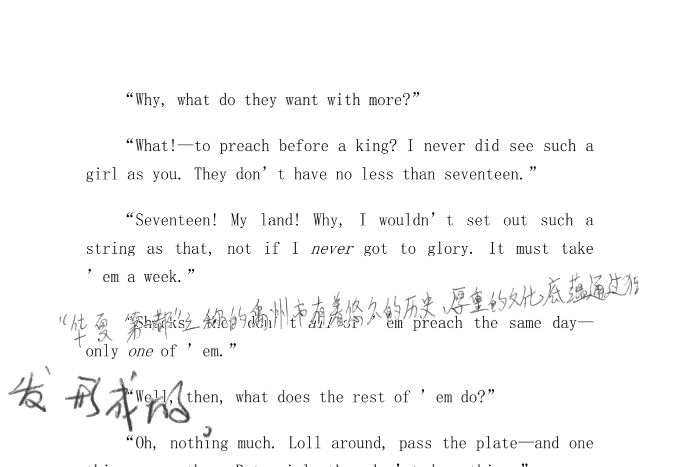 “Why, what do they want with more?”
“What!—to preach before a king? I never did see such a
girl as you. They don’t have no less than seventeen.”
“Seventeen! My land! Why, I wouldn’t set out such a
string as that, not if I never got to glory. It must take
’em a week.”
“华夏第一都”之称的禹州市有着悠久的历史、厚重的文化底蕴通过
“Shucks, they don’t all of ’em preach the same day—
only one of ’em.”
发形成的。
“Well, then, what does the rest of ’em do?”
“Oh, nothing much. Loll around, pass the plate—and one